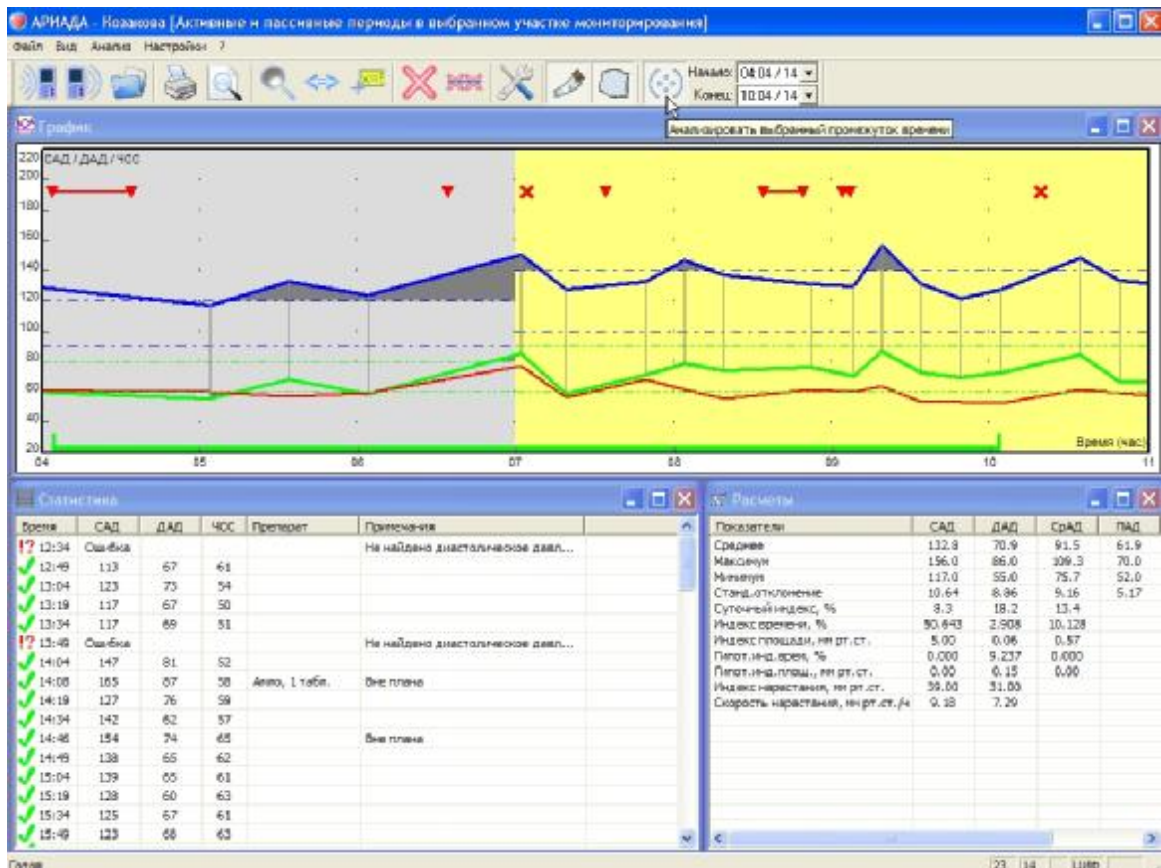 АРИАДА - Козакова [Активные и пассивные периоды в выбранном участке мониторирования]
Файл Вид Анализ Настройки ?
Начало: 04:04 / 14
Конец: 10:04 / 14
Анализировать выбранный промежуток времени
График
САД / ДАД / ЧСС
220
200
180
160
140
120
100
80
60
40
20
Время (час)
04 05 06 07 08 09 10 11
Статистика
Время САД ДАД ЧСС Препарат Примечания
12:34 Ошибка Не найдено диастолическое давл...
12:49 113 67 61
13:04 123 73 54
13:19 117 67 50
13:34 117 69 51
13:49 Ошибка Не найдено диастолическое давл...
14:04 147 81 52
14:08 165 87 58 1 табл. Вне плана
14:19 127 76 59
14:34 142 62 57
14:46 154 74 65 Вне плана
14:49 138 65 62
15:04 139 65 61
15:19 128 60 63
15:34 125 67 61
15:49 123 68 63
Расчеты
Показатели САД ДАД СрАД ПАД
Среднее 132.8 70.9 91.5 61.9
Максимум 156.0 86.0 109.3 70.0
Минимум 117.0 55.0 75.7 52.0
Станд.отклонение 10.64 8.86 9.16 5.17
Суточный индекс, % 8.3 18.2 13.4
Индекс времени, % 50.643 2.908 10.128
Индекс площади, мм рт.ст. 5.00 0.06 0.57
Гипот.инд.врем, % 0.000 9.237 0.000
Гипот.инд.площ., мм рт.ст. 0.00 0.15 0.00
Индекс нарастания, мм рт.ст. 39.00 31.00
Скорость нарастания, мм рт.ст./ч 9.18 7.29
Готов
23 14